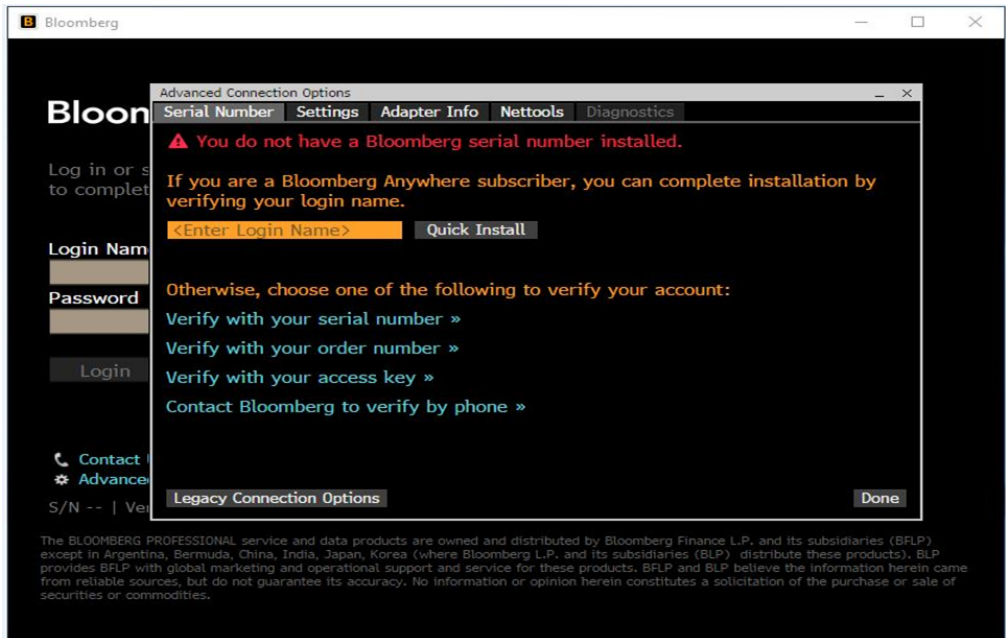 B Bloomberg
Advanced Connection Options
Bloon
Serial Number Settings Adapter Info Nettools Diagnostics
You do not have a Bloomberg serial number installed.
Log in or s
to complet
If you are a Bloomberg Anywhere subscriber, you can complete installation by
verifying your login name.
<Enter Login Name> Quick Install
Login Nam
Password
Otherwise, choose one of the following to verify your account:
Verify with your serial number »
Verify with your order number »
Verify with your access key »
Contact Bloomberg to verify by phone »
Login
Contact
Advance
S/N -- | Ve
Legacy Connection Options Done
The BLOOMBERG PROFESSIONAL service and data products are owned and distributed by Bloomberg Finance L.P. and its subsidiaries (BFLP)
except in Argentina, Bermuda, China, India, Japan, Korea (where Bloomberg L.P. and its subsidiaries (BLP) distribute these products). BLP
provides BFLP with global marketing and operational support and service for these products. BFLP and BLP believe the information herein came
from reliable sources, but do not guarantee its accuracy. No information or opinion herein constitutes a solicitation of the purchase or sale of
securities or commodities.